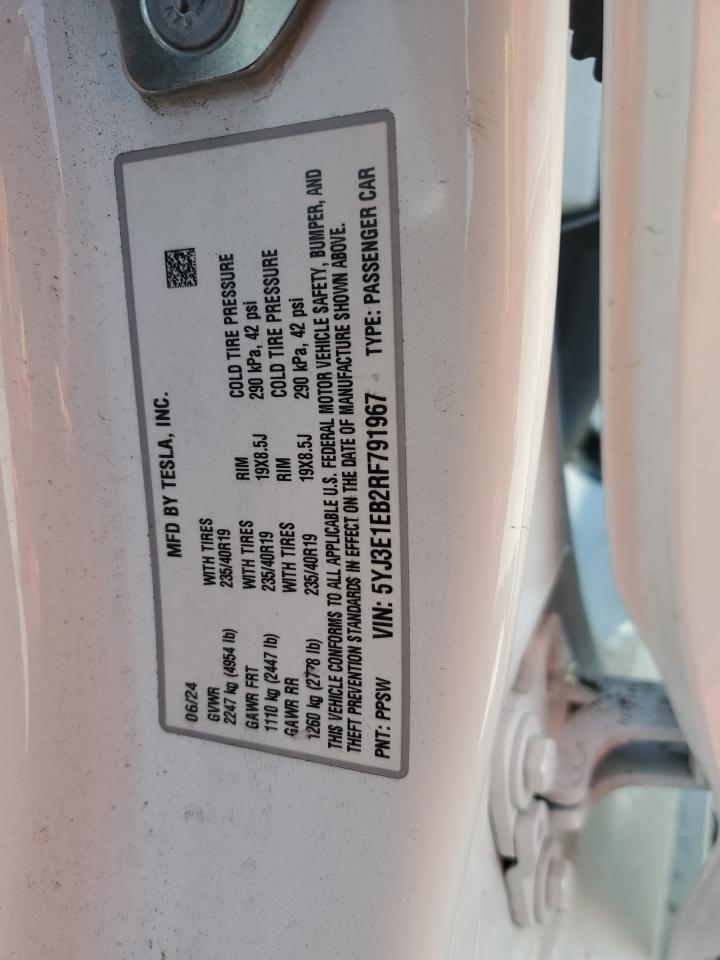 MFD BY TESLA, INC.
06/24
GVWR WITH TIRES RIM COLD TIRE PRESSURE
2247 kg (4954 lb) 235/40R19 19X8.5J 290 kPa, 42 psi
GAWR FRT WITH TIRES RIM COLD TIRE PRESSURE
1110 kg (2447 lb) 235/40R19 19X8.5J 290 kPa, 42 psi
GAWR RR WITH TIRES
1260 kg (2778 lb) 235/40R19
THIS VEHICLE CONFORMS TO ALL APPLICABLE U.S. FEDERAL MOTOR VEHICLE SAFETY, BUMPER, AND
THEFT PREVENTION STANDARDS IN EFFECT ON THE DATE OF MANUFACTURE SHOWN ABOVE.
PNT: PPSW VIN: 5YJ3E1EB2RF791967 TYPE: PASSENGER CAR